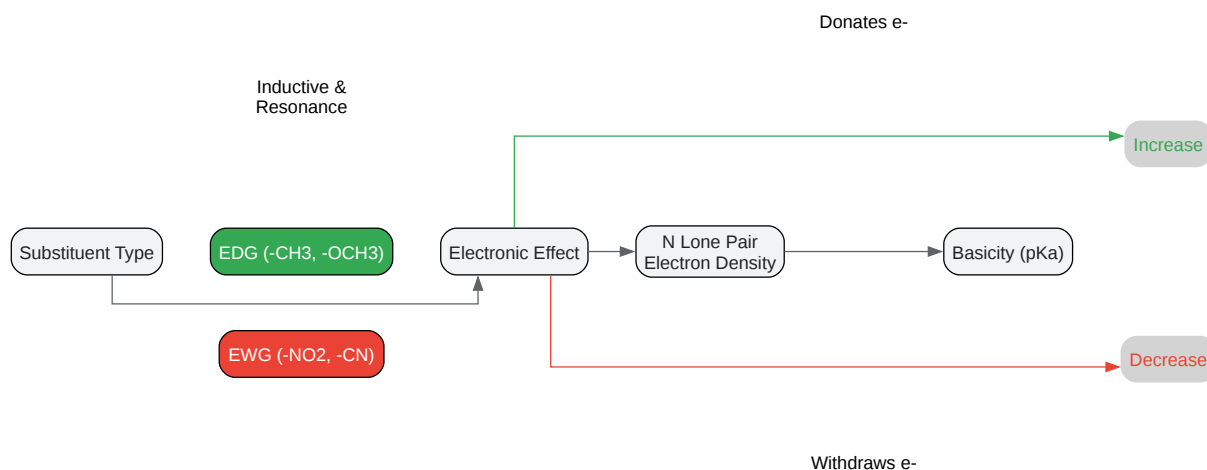 Donates e-
Inductive &
Resonance
Increase
Substituent Type
EDG (-CH3, -OCH3)
Electronic Effect
N Lone Pair
Electron Density
Basicity (pKa)
EWG (-NO2, -CN)
Decrease
Withdraws e-